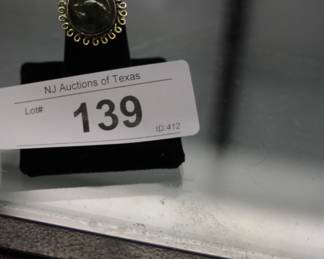 NJ Auctions of Texas
Lot# 139
ID:412